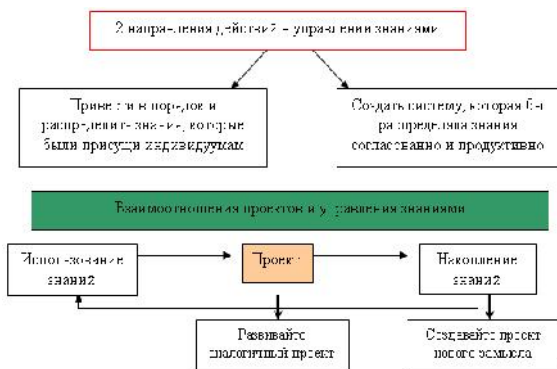 2 направления действий – управлении знаниями
Привести в порядок и
распределить знания, которые
были присущи индивидуумам
Создать систему, которая бы
распределяла знания
согласованно и продуктивно
Взаимоотношения проектов и управления знаниями
Использование
знаний
Проект
Накопление
знаний
Развивайте
аналогичный проект
Создавайте проект
нового замысла